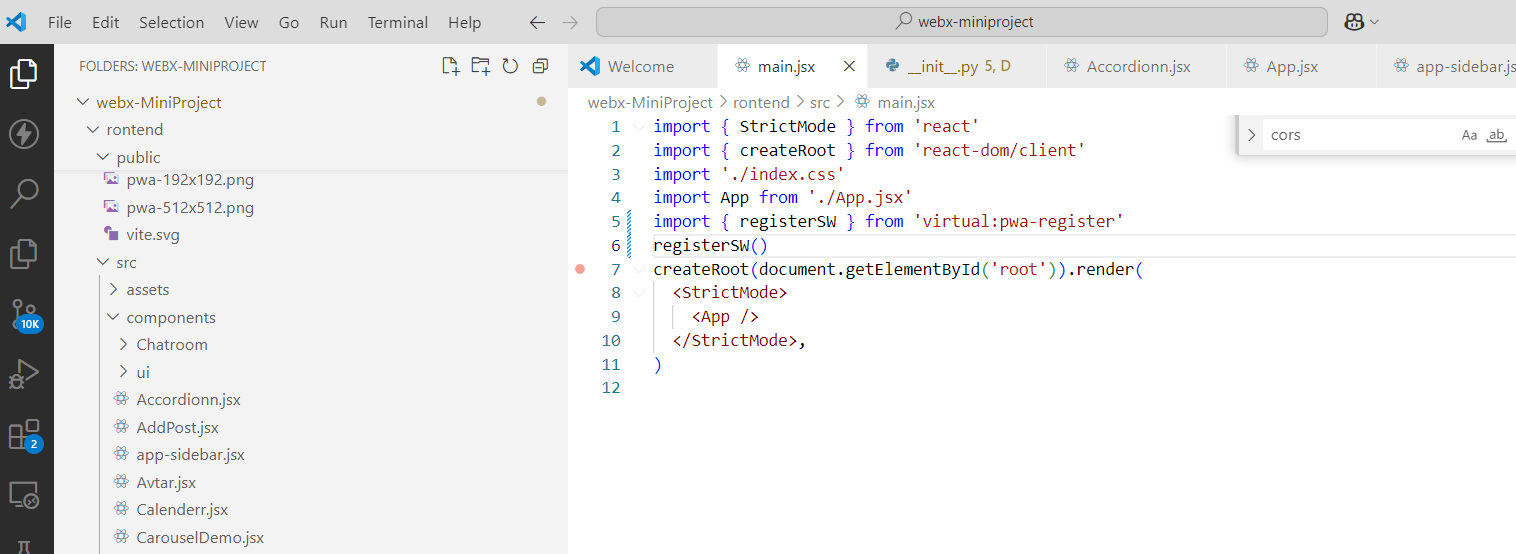 File Edit Selection View Go Run Terminal Help
webx-miniproject
FOLDERS: WEBX-MINIPROJECT
webx-MiniProject
rontend
public
pwa-192x192.png
pwa-512x512.png
vite.svg
src
assets
components
Chatroom
ui
Accordionn.jsx
AddPost.jsx
app-sidebar.jsx
Avtar.jsx
Calenderr.jsx
CarouselDemo.jsx
10K
2
Welcome main.jsx __init__.py 5, D Accordionn.jsx App.jsx app-sidebar.js
webx-MiniProject > rontend > src > main.jsx
cors Aa ab
1 import { StrictMode } from 'react'
2 import { createRoot } from 'react-dom/client'
3 import './index.css'
4 import App from './App.jsx'
5 import { registerSW } from 'virtual:pwa-register'
6 registerSW()
7 createRoot(document.getElementById('root')).render(
8 <StrictMode>
9 <App />
10 </StrictMode>,
11 )
12